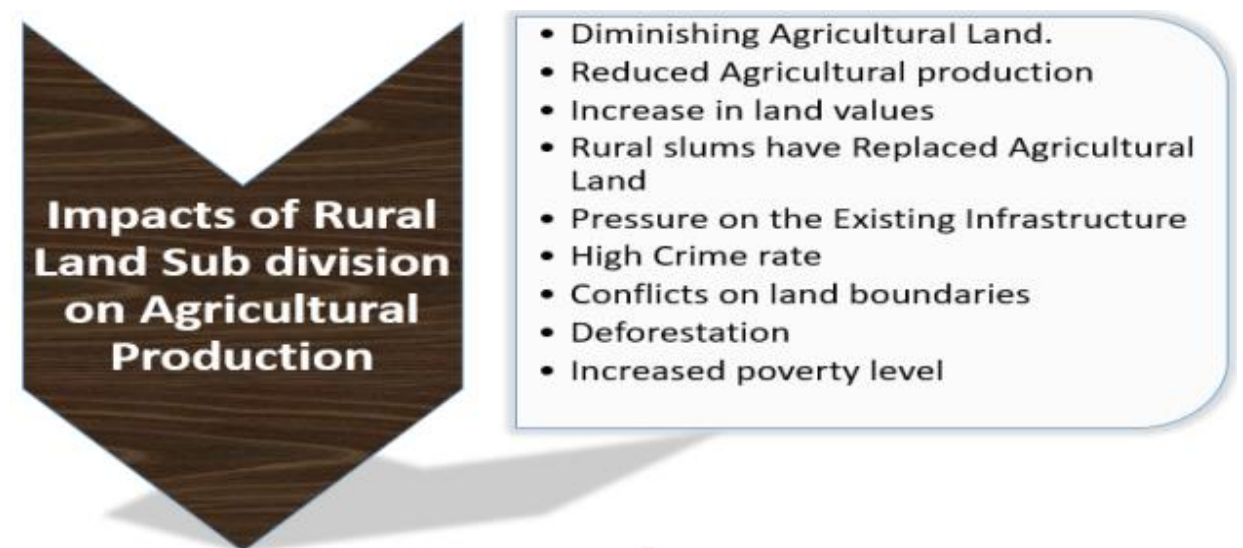 Impacts of Rural
Land Sub division
on Agricultural
Production
• Diminishing Agricultural Land.
• Reduced Agricultural production
• Increase in land values
• Rural slums have Replaced Agricultural
Land
• Pressure on the Existing Infrastructure
• High Crime rate
• Conflicts on land boundaries
• Deforestation
• Increased poverty level